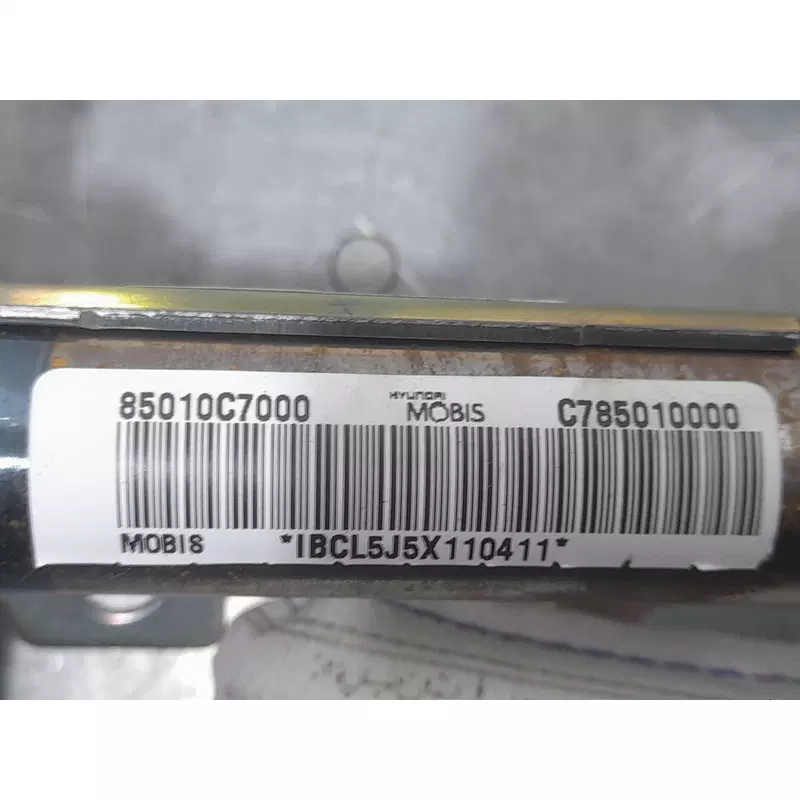 85010C7000 HYUNDAI MOBIS C785010000
MOBIS *IBCL5J5X110411*